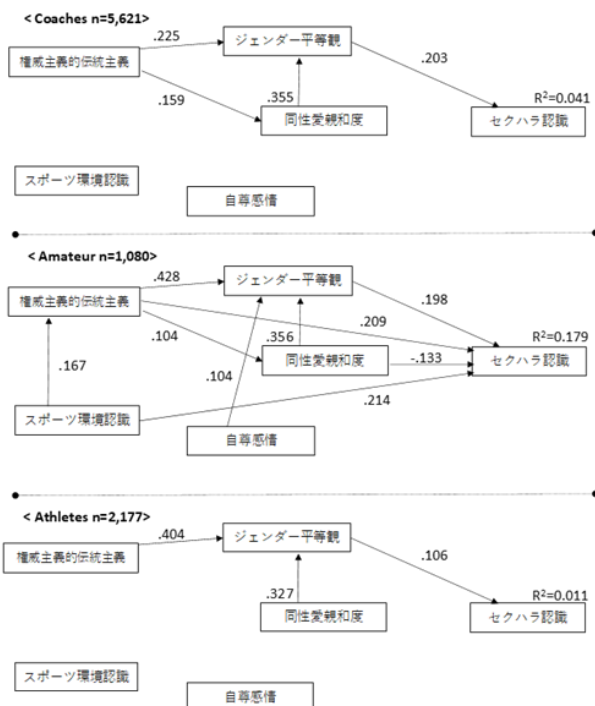 < Coaches n=5,621>
.225
ジェンダー平等観
権威主義的伝統主義
.203
.159
.355
R²=0.041
同性愛親和度
セクハラ認識
スポーツ環境認識
自尊感情
< Amateur n=1,080>
.428
ジェンダー平等観
権威主義的伝統主義
.198
.209
R²=0.179
.104
.356
同性愛親和度
-.133
セクハラ認識
.167
.104
.214
スポーツ環境認識
自尊感情
< Athletes n=2,177>
.404
ジェンダー平等観
権威主義的伝統主義
.106
.327
R²=0.011
同性愛親和度
セクハラ認識
スポーツ環境認識
自尊感情